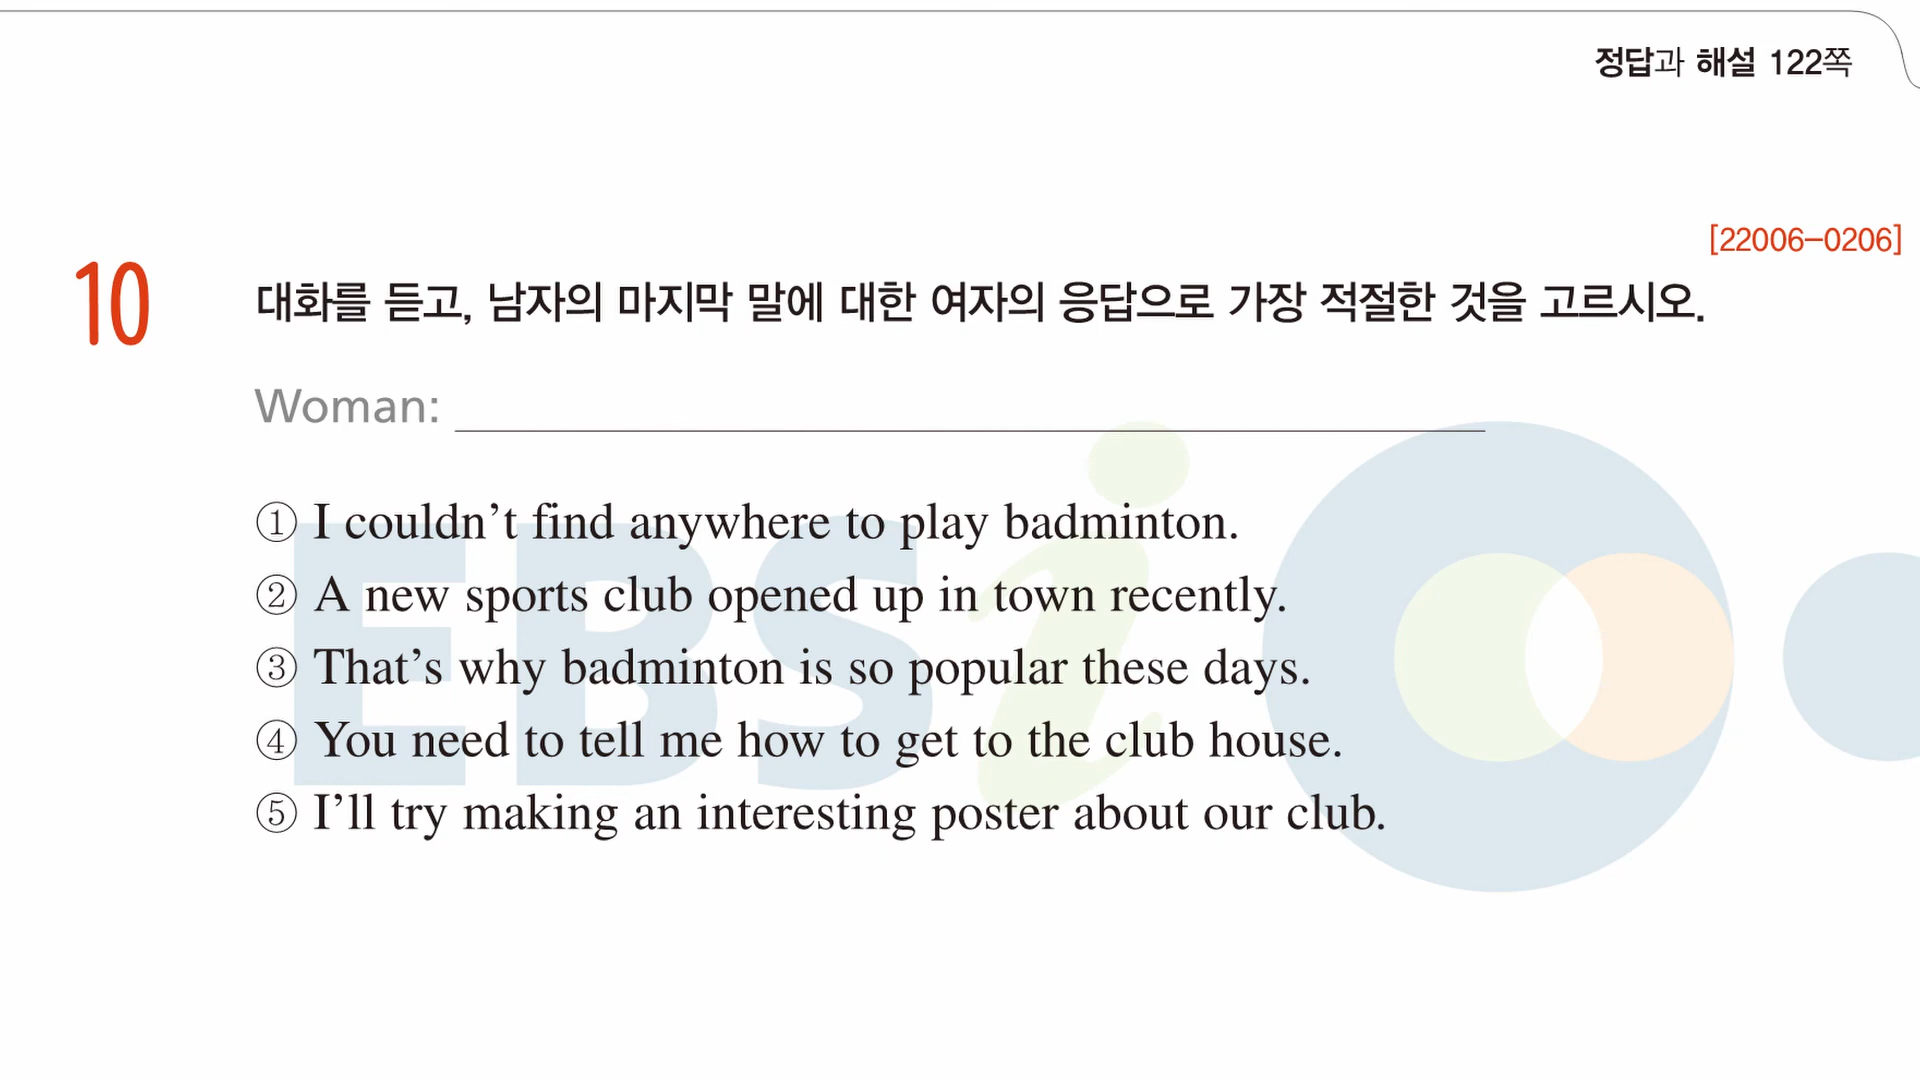 정답과 해설 122쪽
[22006-0206]
10 대화를 듣고, 남자의 마지막 말에 대한 여자의 응답으로 가장 적절한 것을 고르시오.
Woman:
① I couldn’t find anywhere to play badminton.
② A new sports club opened up in town recently.
③ That’s why badminton is so popular these days.
④ You need to tell me how to get to the club house.
⑤ I’ll try making an interesting poster about our club.
EBSi